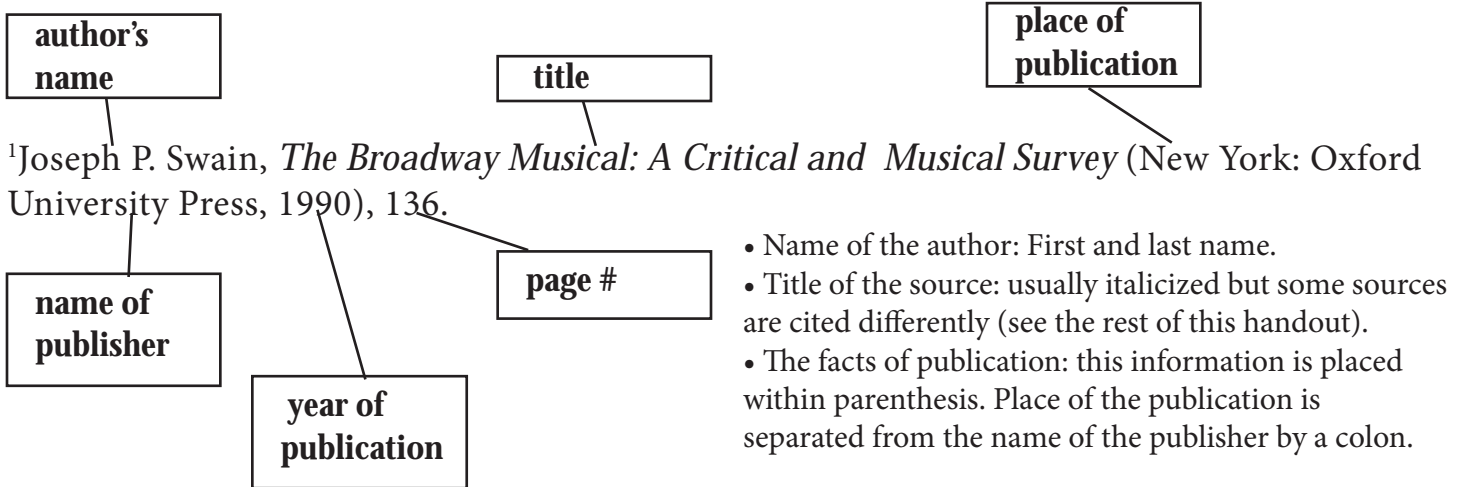 author's
name
title
place of
publication
¹Joseph P. Swain, The Broadway Musical: A Critical and Musical Survey (New York: Oxford
University Press, 1990), 136.
name of
publisher
year of
publication
page #
• Name of the author: First and last name.
• Title of the source: usually italicized but some sources
are cited differently (see the rest of this handout).
• The facts of publication: this information is placed
within parenthesis. Place of the publication is
separated from the name of the publisher by a colon.